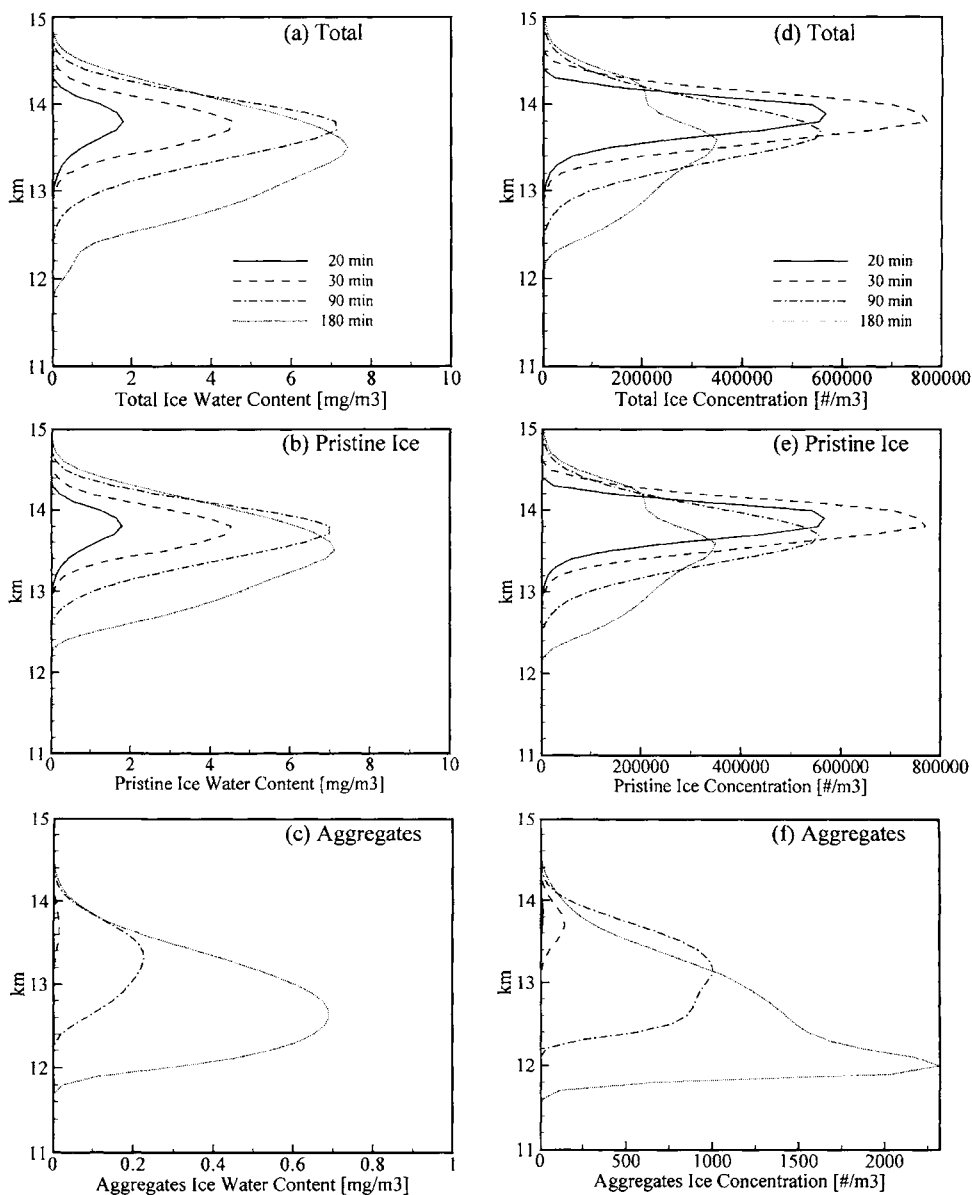 (a) Total
15
14
13
12
11
km
20 min
30 min
90 min
180 min
0 2 4 6 8 10
Total Ice Water Content [mg/m3]
(d) Total
15
14
13
12
11
km
20 min
30 min
90 min
180 min
0 200000 400000 600000 800000
Total Ice Concentration [#/m3]
(b) Pristine Ice
15
14
13
12
11
km
0 2 4 6 8 10
Pristine Ice Water Content [mg/m3]
(e) Pristine Ice
15
14
13
12
11
km
0 200000 400000 600000 800000
Pristine Ice Concentration [#/m3]
(c) Aggregates
15
14
13
12
11
km
0 0.2 0.4 0.6 0.8 1
Aggregates Ice Water Content [mg/m3]
(f) Aggregates
15
14
13
12
11
km
0 500 1000 1500 2000
Aggregates Ice Concentration [#/m3]